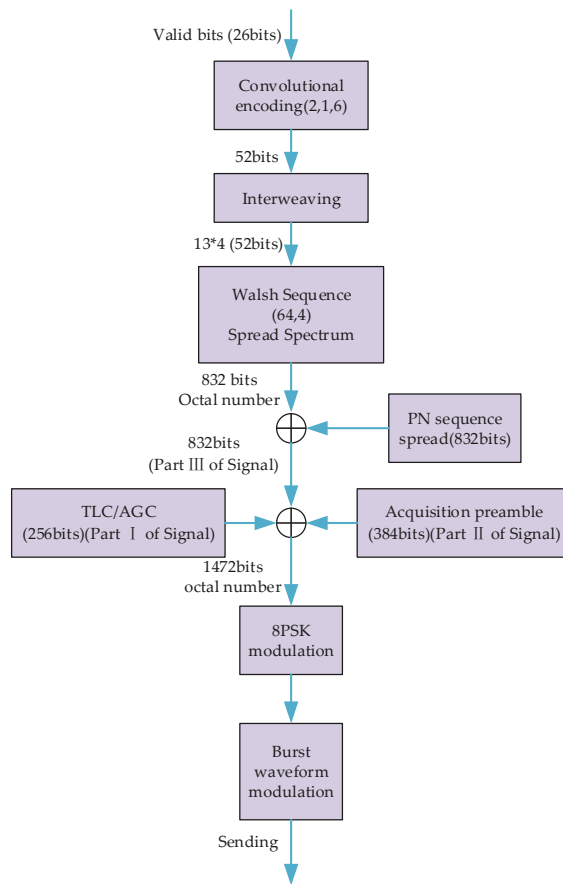 Valid bits (26bits)
Convolutional
encoding(2,1,6)
52bits
Interweaving
13*4 (52bits)
Walsh Sequence
(64,4)
Spread Spectrum
832 bits
Octal number
PN sequence
spread(832bits)
832bits
(Part Ⅲ of Signal)
TLC/AGC
(256bits)(Part Ⅰ of Signal)
Acquisition preamble
(384bits)(Part Ⅱ of Signal)
1472bits
octal number
8PSK
modulation
Burst
waveform
modulation
Sending